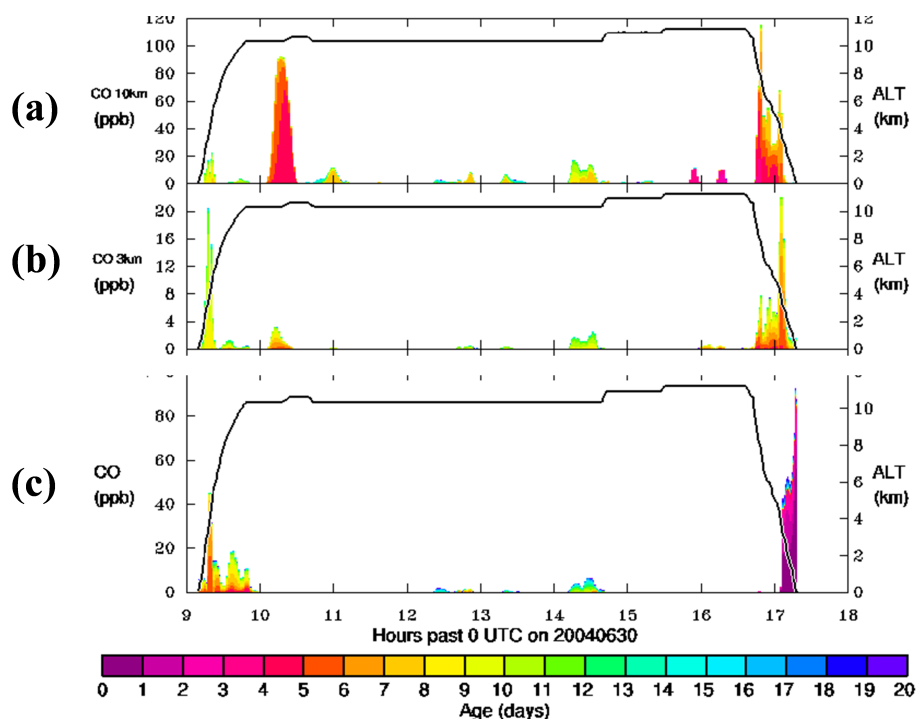 (a)
CO 10km
(ppb)
120
100
80
60
40
20
0
12
10
8
6
4
2
0
ALT
(km)
(b)
CO 3km
(ppb)
20
16
12
8
4
0
10
8
6
4
2
0
ALT
(km)
(c)
CO
(ppb)
80
60
40
20
0
10
8
6
4
2
0
ALT
(km)
9 10 11 12 13 14 15 16 17 18
Hours past 0 UTC on 20040630
0 1 2 3 4 5 6 7 8 9 10 11 12 13 14 15 16 17 18 19 20
Age (days)